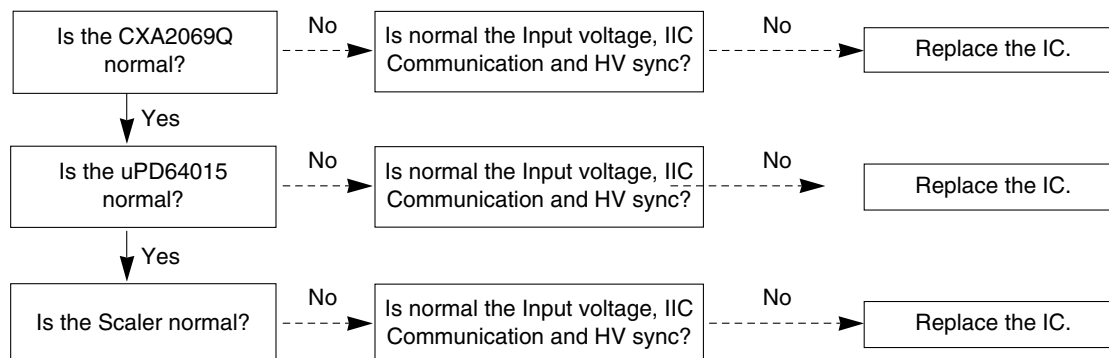 Is the CXA2069Q
normal?
No
Is normal the Input voltage, IIC
Communication and HV sync?
No
Replace the IC.
Yes
Is the uPD64015
normal?
No
Is normal the Input voltage, IIC
Communication and HV sync?
No
Replace the IC.
Yes
Is the Scaler normal?
No
Is normal the Input voltage, IIC
Communication and HV sync?
No
Replace the IC.